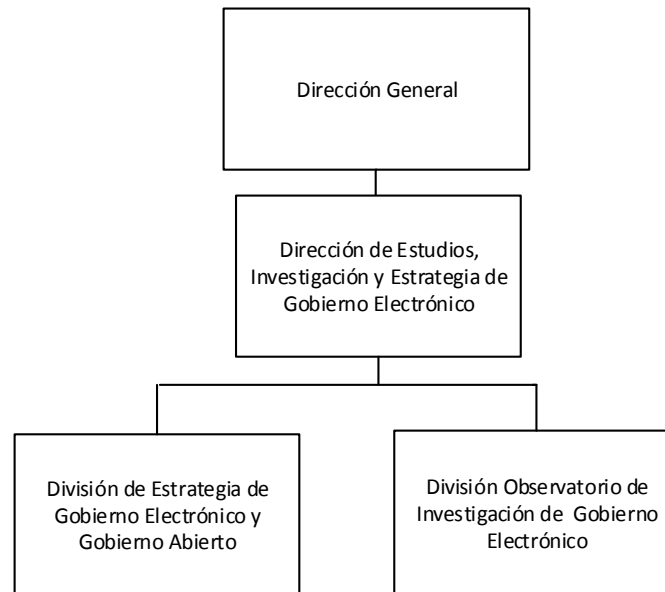 Dirección General
Dirección de Estudios,
Investigación y Estrategia de
Gobierno Electrónico
División de Estrategia de
Gobierno Electrónico y
Gobierno Abierto
División Observatorio de
Investigación de Gobierno
Electrónico